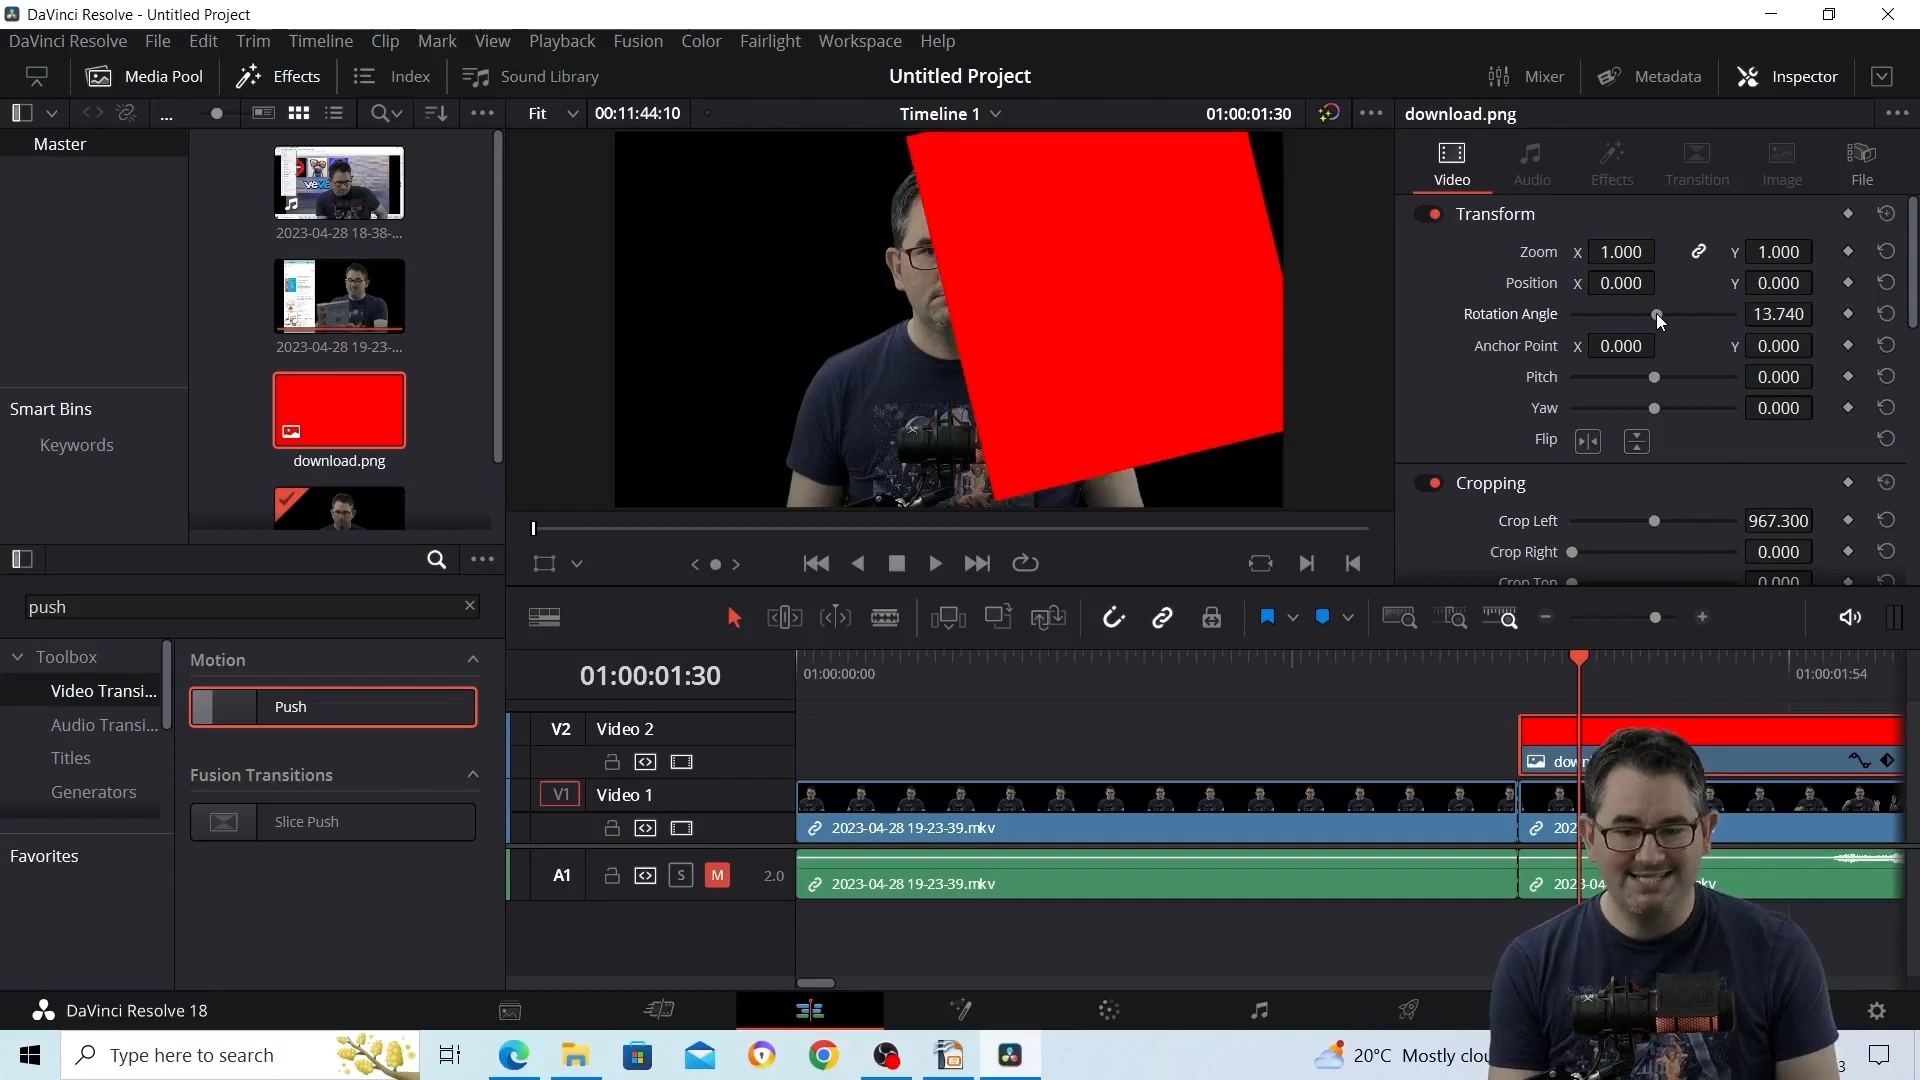 DaVinci Resolve - Untitled Project
DaVinci Resolve File Edit Trim Timeline Clip Mark View Playback Fusion Color Fairlight Workspace Help
Media Pool Effects Index Sound Library Untitled Project Mixer Metadata Inspector
... Fit 00:11:44:10 Timeline 1 01:00:01:30 download.png
Master
2023-04-28 18-38-...
2023-04-28 19-23-...
download.png
Smart Bins
Keywords
Video Audio Effects Transition Image File
Transform
Zoom X 1.000 Y 1.000
Position X 0.000 Y 0.000
Rotation Angle 13.740
Anchor Point X 0.000 Y 0.000
Pitch 0.000
Yaw 0.000
Flip
Cropping
Crop Left 967.300
Crop Right 0.000
Crop Top 0.000
push
Toolbox
Video Transi...
Audio Transi...
Titles
Generators
Favorites
Motion
Push
Fusion Transitions
Slice Push
01:00:01:30 01:00:00:00 01:00:01:54
V2 Video 2
V1 Video 1
2023-04-28 19-23-39.mkv
A1 S M 2.0
2023-04-28 19-23-39.mkv
DaVinci Resolve 18
Type here to search
20°C Mostly clou